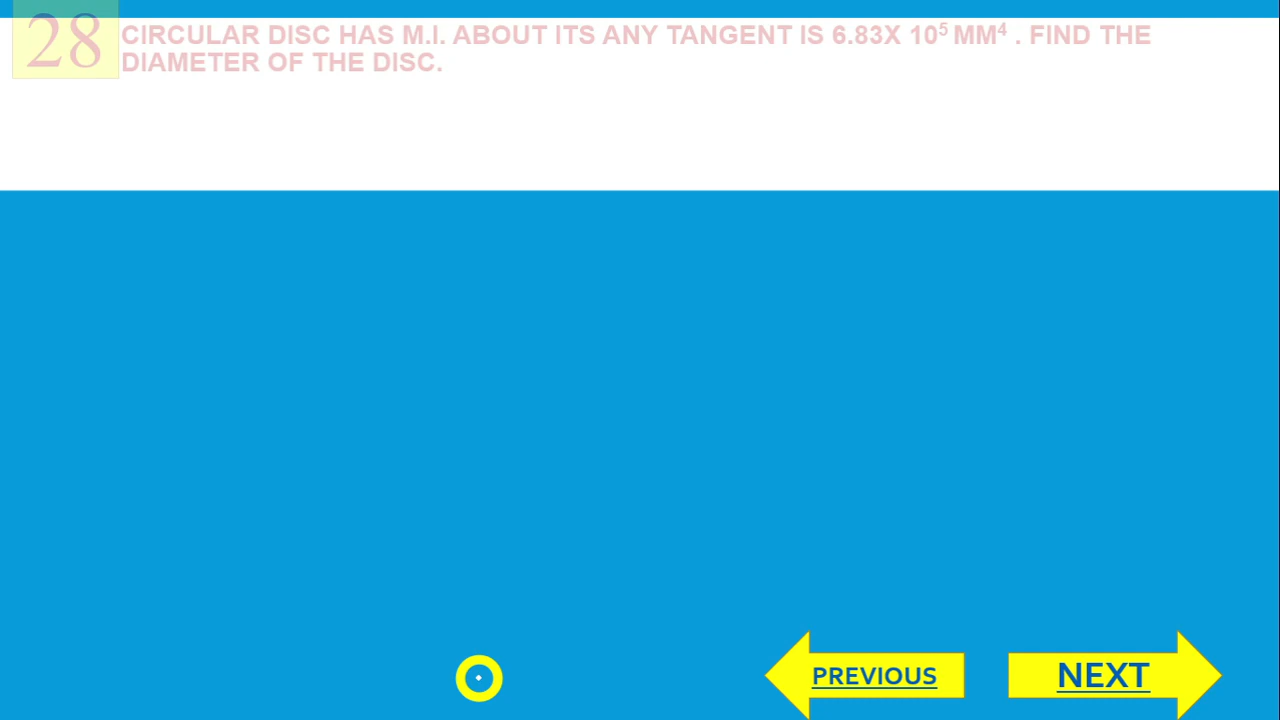 28
CIRCULAR DISC HAS M.I. ABOUT ITS ANY TANGENT IS 6.83X 10⁵ MM⁴ . FIND THE
DIAMETER OF THE DISC.
PREVIOUS
NEXT